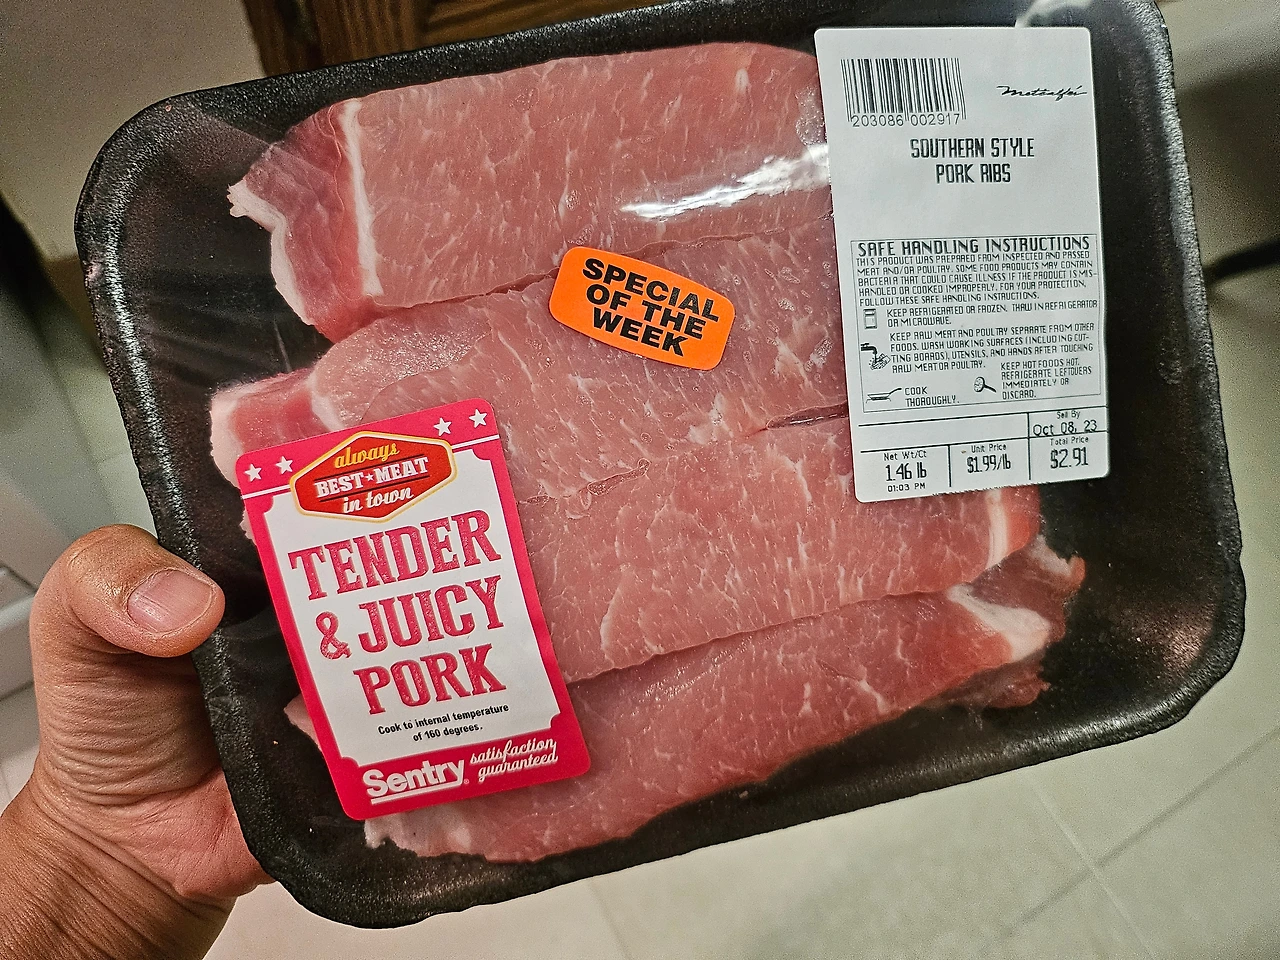 203086 002917
Metcalfe's
SOUTHERN STYLE
PORK RIBS
SAFE HANDLING INSTRUCTIONS
THIS PRODUCT WAS PREPARED FROM INSPECTED AND PASSED
MEAT AND/OR POULTRY. SOME FOOD PRODUCTS MAY CONTAIN
BACTERIA THAT COULD CAUSE ILLNESS IF THE PRODUCT IS MIS-
HANDLED OR COOKED IMPROPERLY. FOR YOUR PROTECTION,
FOLLOW THESE SAFE HANDLING INSTRUCTIONS.
KEEP REFRIGERATED OR FROZEN. THAW IN REFRIGERATOR
OR MICROWAVE.
KEEP RAW MEAT AND POULTRY SEPARATE FROM OTHER
FOODS. WASH WORKING SURFACES (INCLUDING CUT-
TING BOARDS), UTENSILS, AND HANDS AFTER TOUCHING
RAW MEAT OR POULTRY.
KEEP HOT FOODS HOT.
REFRIGERATE LEFTOVERS
IMMEDIATELY OR
DISCARD.
COOK
THOROUGHLY.
Sell By
Oct 08, 23
Net Wt/Ct
1.46 lb
01:03 PM
Unit Price
$1.99/lb
Total Price
$2.91
SPECIAL
OF THE
WEEK
always
BEST★MEAT
in town
TENDER
& JUICY
PORK
Cook to internal temperature
of 160 degrees.
Sentry®
satisfaction
guaranteed